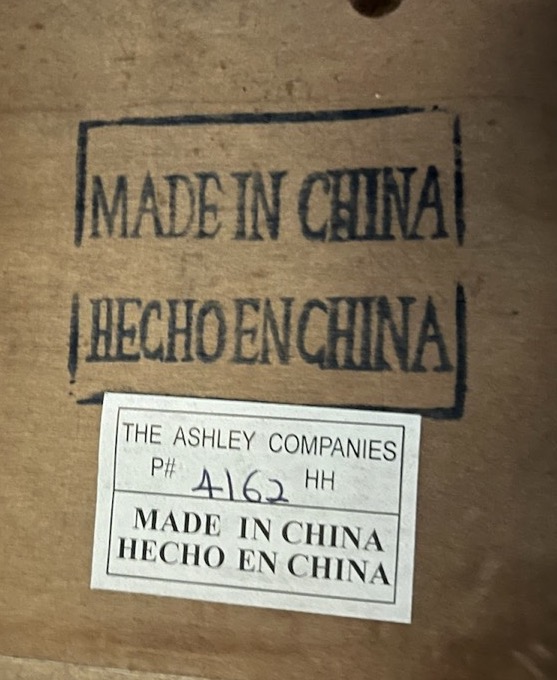 MADE IN CHINA
HECHO EN CHINA
THE ASHLEY COMPANIES
P# 4162 HH
MADE IN CHINA
HECHO EN CHINA